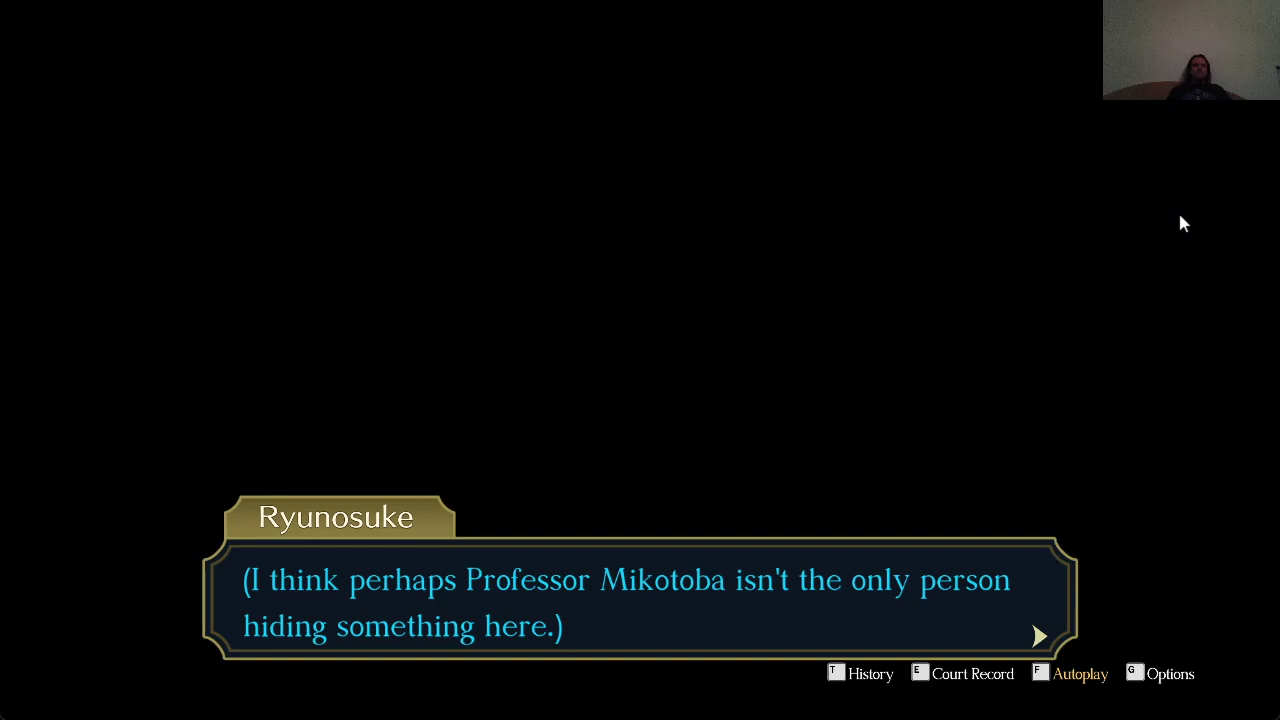 Ryunosuke
(I think perhaps Professor Mikotoba isn't the only person
hiding something here.)
T History E Court Record F Autoplay G Options